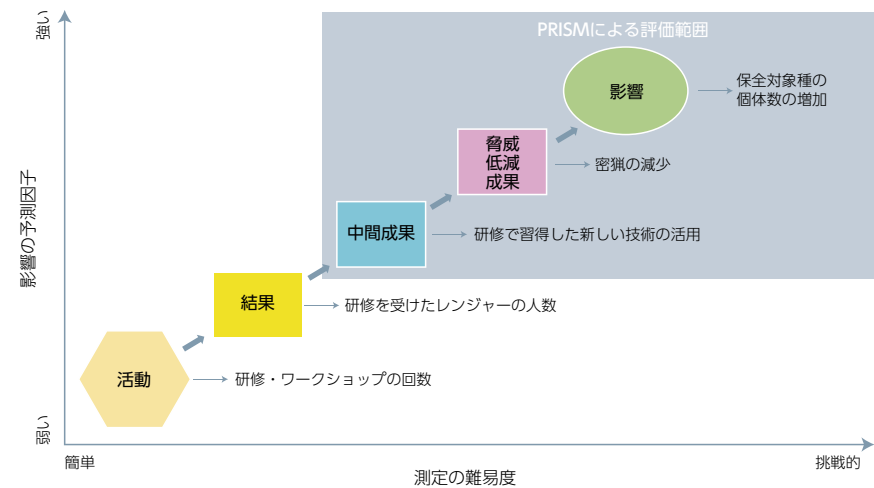 強い
PRISMによる評価範囲
影響
保全対象種の
個体数の増加
脅威
低減
成果
密猟の減少
中間成果
研修で習得した新しい技術の活用
影響の予測因子
結果
研修を受けたレンジャーの人数
活動
研修・ワークショップの回数
弱い
簡単
測定の難易度
挑戦的